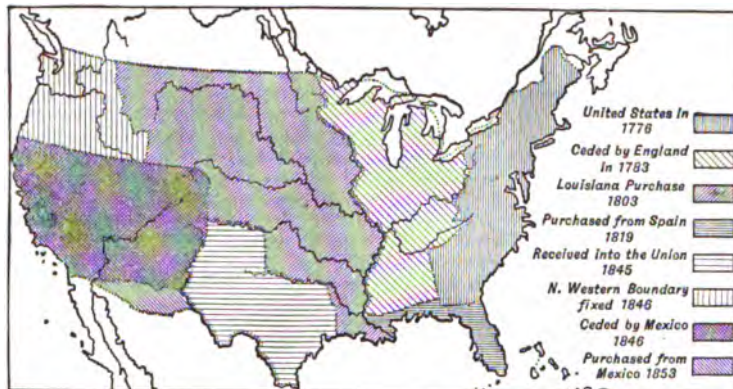 United States in
1776
Ceded by England
in 1783
Louisiana Purchase
1803
Purchased from Spain
1819
Received into the Union
1845
N. Western Boundary
fixed 1846
Ceded by Mexico
1846
Purchased from
Mexico 1853